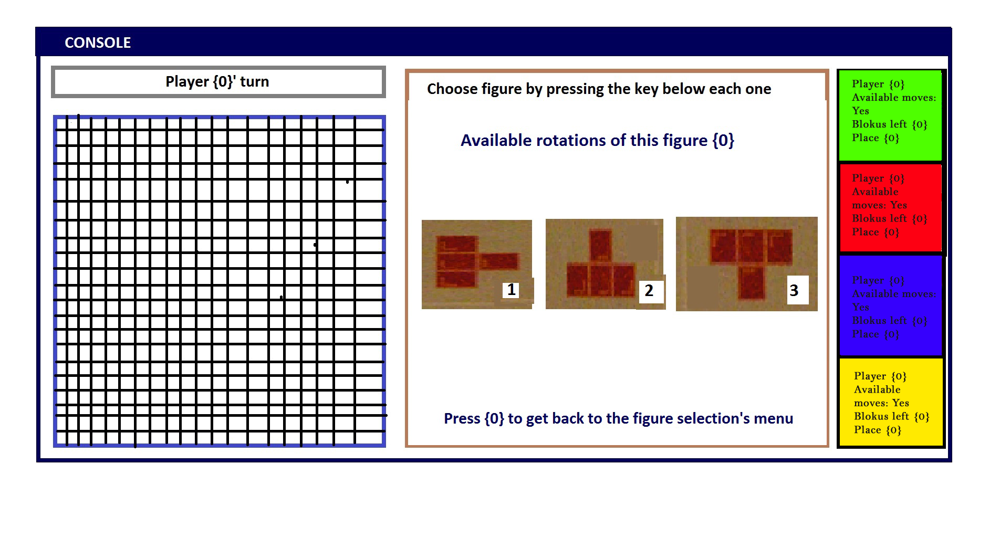 CONSOLE
Player {0}' turn
Choose figure by pressing the key below each one
Available rotations of this figure {0}
1
2
3
Press {0} to get back to the figure selection's menu
Player {0}
Available moves:
Yes
Blokus left {0}
Place {0}
Player {0}
Available
moves: Yes
Blokus left {0}
Place {0}
Player {0}
Available moves:
Yes
Blokus left {0}
Place {0}
Player {0}
Available
moves: Yes
Blokus left {0}
Place {0}